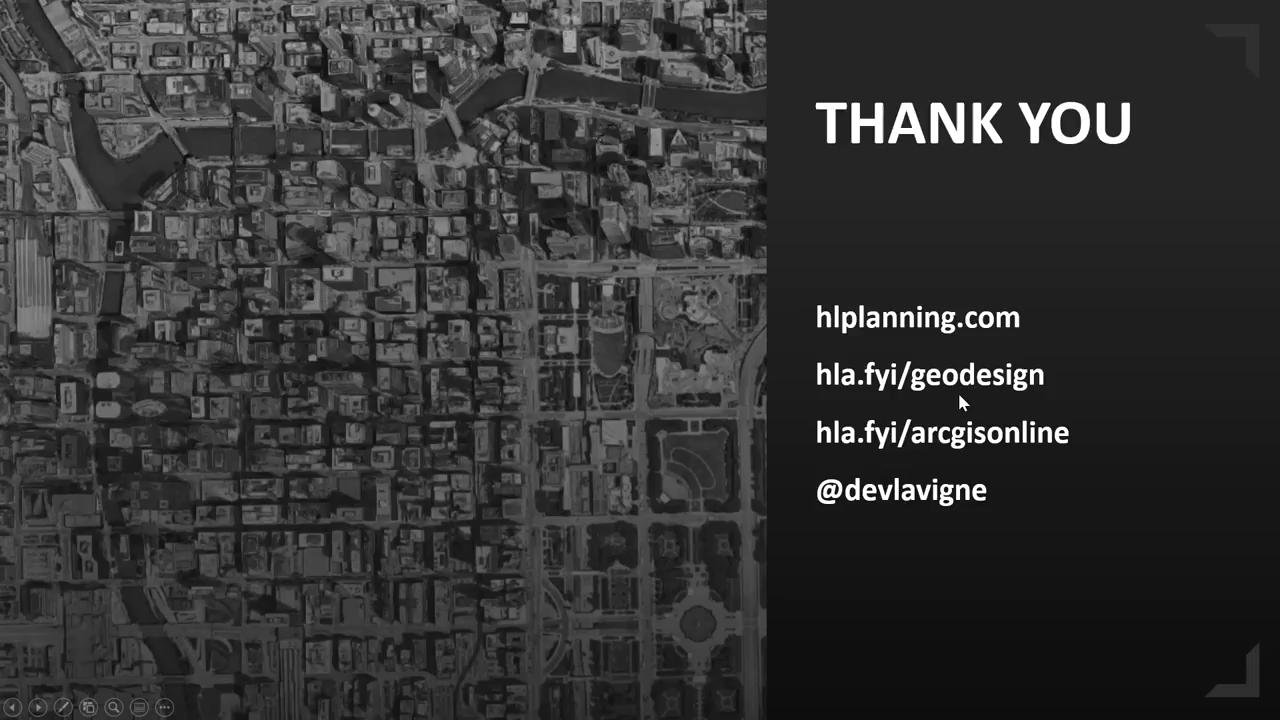 THANK YOU
hlplanning.com
hla.fyi/geodesign
hla.fyi/arcgisonline
@devlavigne